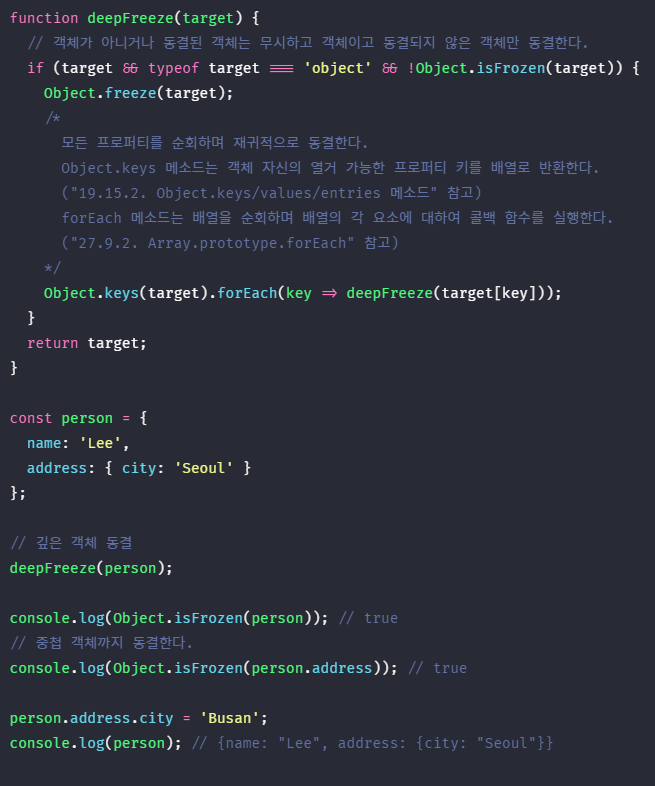 function deepFreeze(target) {
  // 객체가 아니거나 동결된 객체는 무시하고 객체이고 동결되지 않은 객체만 동결한다.
  if (target && typeof target === 'object' && !Object.isFrozen(target)) {
    Object.freeze(target);
    /*
      모든 프로퍼티를 순회하며 재귀적으로 동결한다.
      Object.keys 메소드는 객체 자신의 열거 가능한 프로퍼티 키를 배열로 반환한다.
      ("19.15.2. Object.keys/values/entries 메소드" 참고)
      forEach 메소드는 배열을 순회하며 배열의 각 요소에 대하여 콜백 함수를 실행한다.
      ("27.9.2. Array.prototype.forEach" 참고)
    */
    Object.keys(target).forEach(key => deepFreeze(target[key]));
  }
  return target;
}

const person = {
  name: 'Lee',
  address: { city: 'Seoul' }
};

// 깊은 객체 동결
deepFreeze(person);

console.log(Object.isFrozen(person)); // true
// 중첩 객체까지 동결한다.
console.log(Object.isFrozen(person.address)); // true

person.address.city = 'Busan';
console.log(person); // {name: "Lee", address: {city: "Seoul"}}